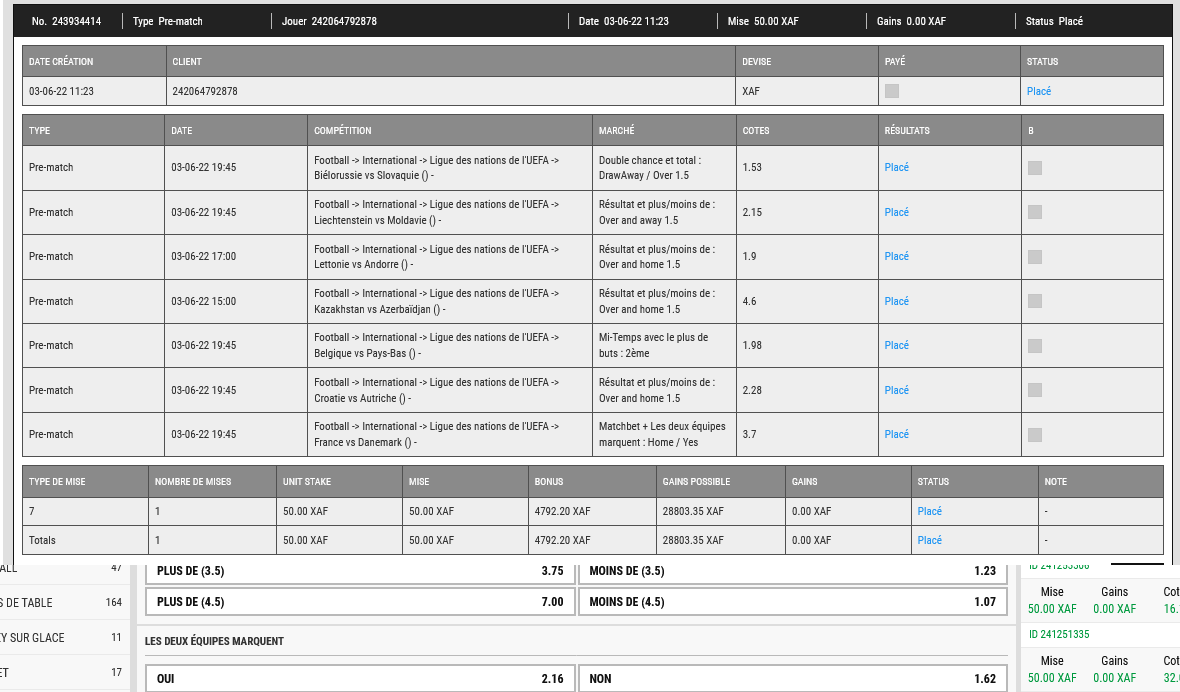 No. 243934414 Type Pre-match Jouer 242064792878 Date 03-06-22 11:23 Mise 50.00 XAF Gains 0.00 XAF Status Placé
DATE CRÉATION CLIENT DEVISE PAYÉ STATUS
03-06-22 11:23 242064792878 XAF Placé
TYPE DATE COMPÉTITION MARCHÉ COTES RÉSULTATS B
Pre-match 03-06-22 19:45 Football -> International -> Ligue des nations de l'UEFA -> Double chance et total : 1.53 Placé
Biélorussie vs Slovaquie () - DrawAway / Over 1.5
Pre-match 03-06-22 19:45 Football -> International -> Ligue des nations de l'UEFA -> Résultat et plus/moins de : 2.15 Placé
Liechtenstein vs Moldavie () - Over and away 1.5
Pre-match 03-06-22 17:00 Football -> International -> Ligue des nations de l'UEFA -> Résultat et plus/moins de : 1.9 Placé
Lettonie vs Andorre () - Over and home 1.5
Pre-match 03-06-22 15:00 Football -> International -> Ligue des nations de l'UEFA -> Résultat et plus/moins de : 4.6 Placé
Kazakhstan vs Azerbaïdjan () - Over and home 1.5
Pre-match 03-06-22 19:45 Football -> International -> Ligue des nations de l'UEFA -> Mi-Temps avec le plus de 1.98 Placé
Belgique vs Pays-Bas () - buts : 2ème
Pre-match 03-06-22 19:45 Football -> International -> Ligue des nations de l'UEFA -> Résultat et plus/moins de : 2.28 Placé
Croatie vs Autriche () - Over and home 1.5
Pre-match 03-06-22 19:45 Football -> International -> Ligue des nations de l'UEFA -> Matchbet + Les deux équipes 3.7 Placé
France vs Danemark () - marquent : Home / Yes
TYPE DE MISE NOMBRE DE MISES UNIT STAKE MISE BONUS GAINS POSSIBLE GAINS STATUS NOTE
7 1 50.00 XAF 50.00 XAF 4792.20 XAF 28803.35 XAF 0.00 XAF Placé -
Totals 1 50.00 XAF 50.00 XAF 4792.20 XAF 28803.35 XAF 0.00 XAF Placé -
47 PLUS DE (3.5) 3.75 MOINS DE (3.5) 1.23
Mise Gains Cot
S DE TABLE 164 PLUS DE (4.5) 7.00 MOINS DE (4.5) 1.07 50.00 XAF 0.00 XAF 16.
EY SUR GLACE 11 LES DEUX ÉQUIPES MARQUENT ID 241251335
Mise Gains Cot
ET 17 OUI 2.16 NON 1.62 50.00 XAF 0.00 XAF 32.